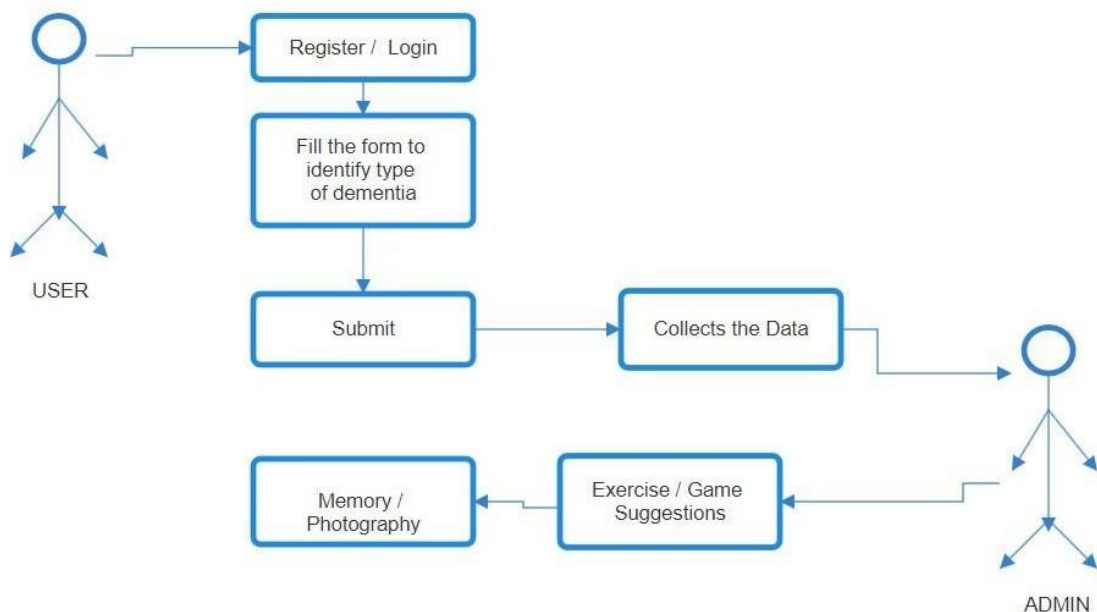 Register /  Login
Fill the form to
identify type
of dementia
USER
Submit
Collects the Data
Memory /
Photography
Exercise / Game
Suggestions
ADMIN